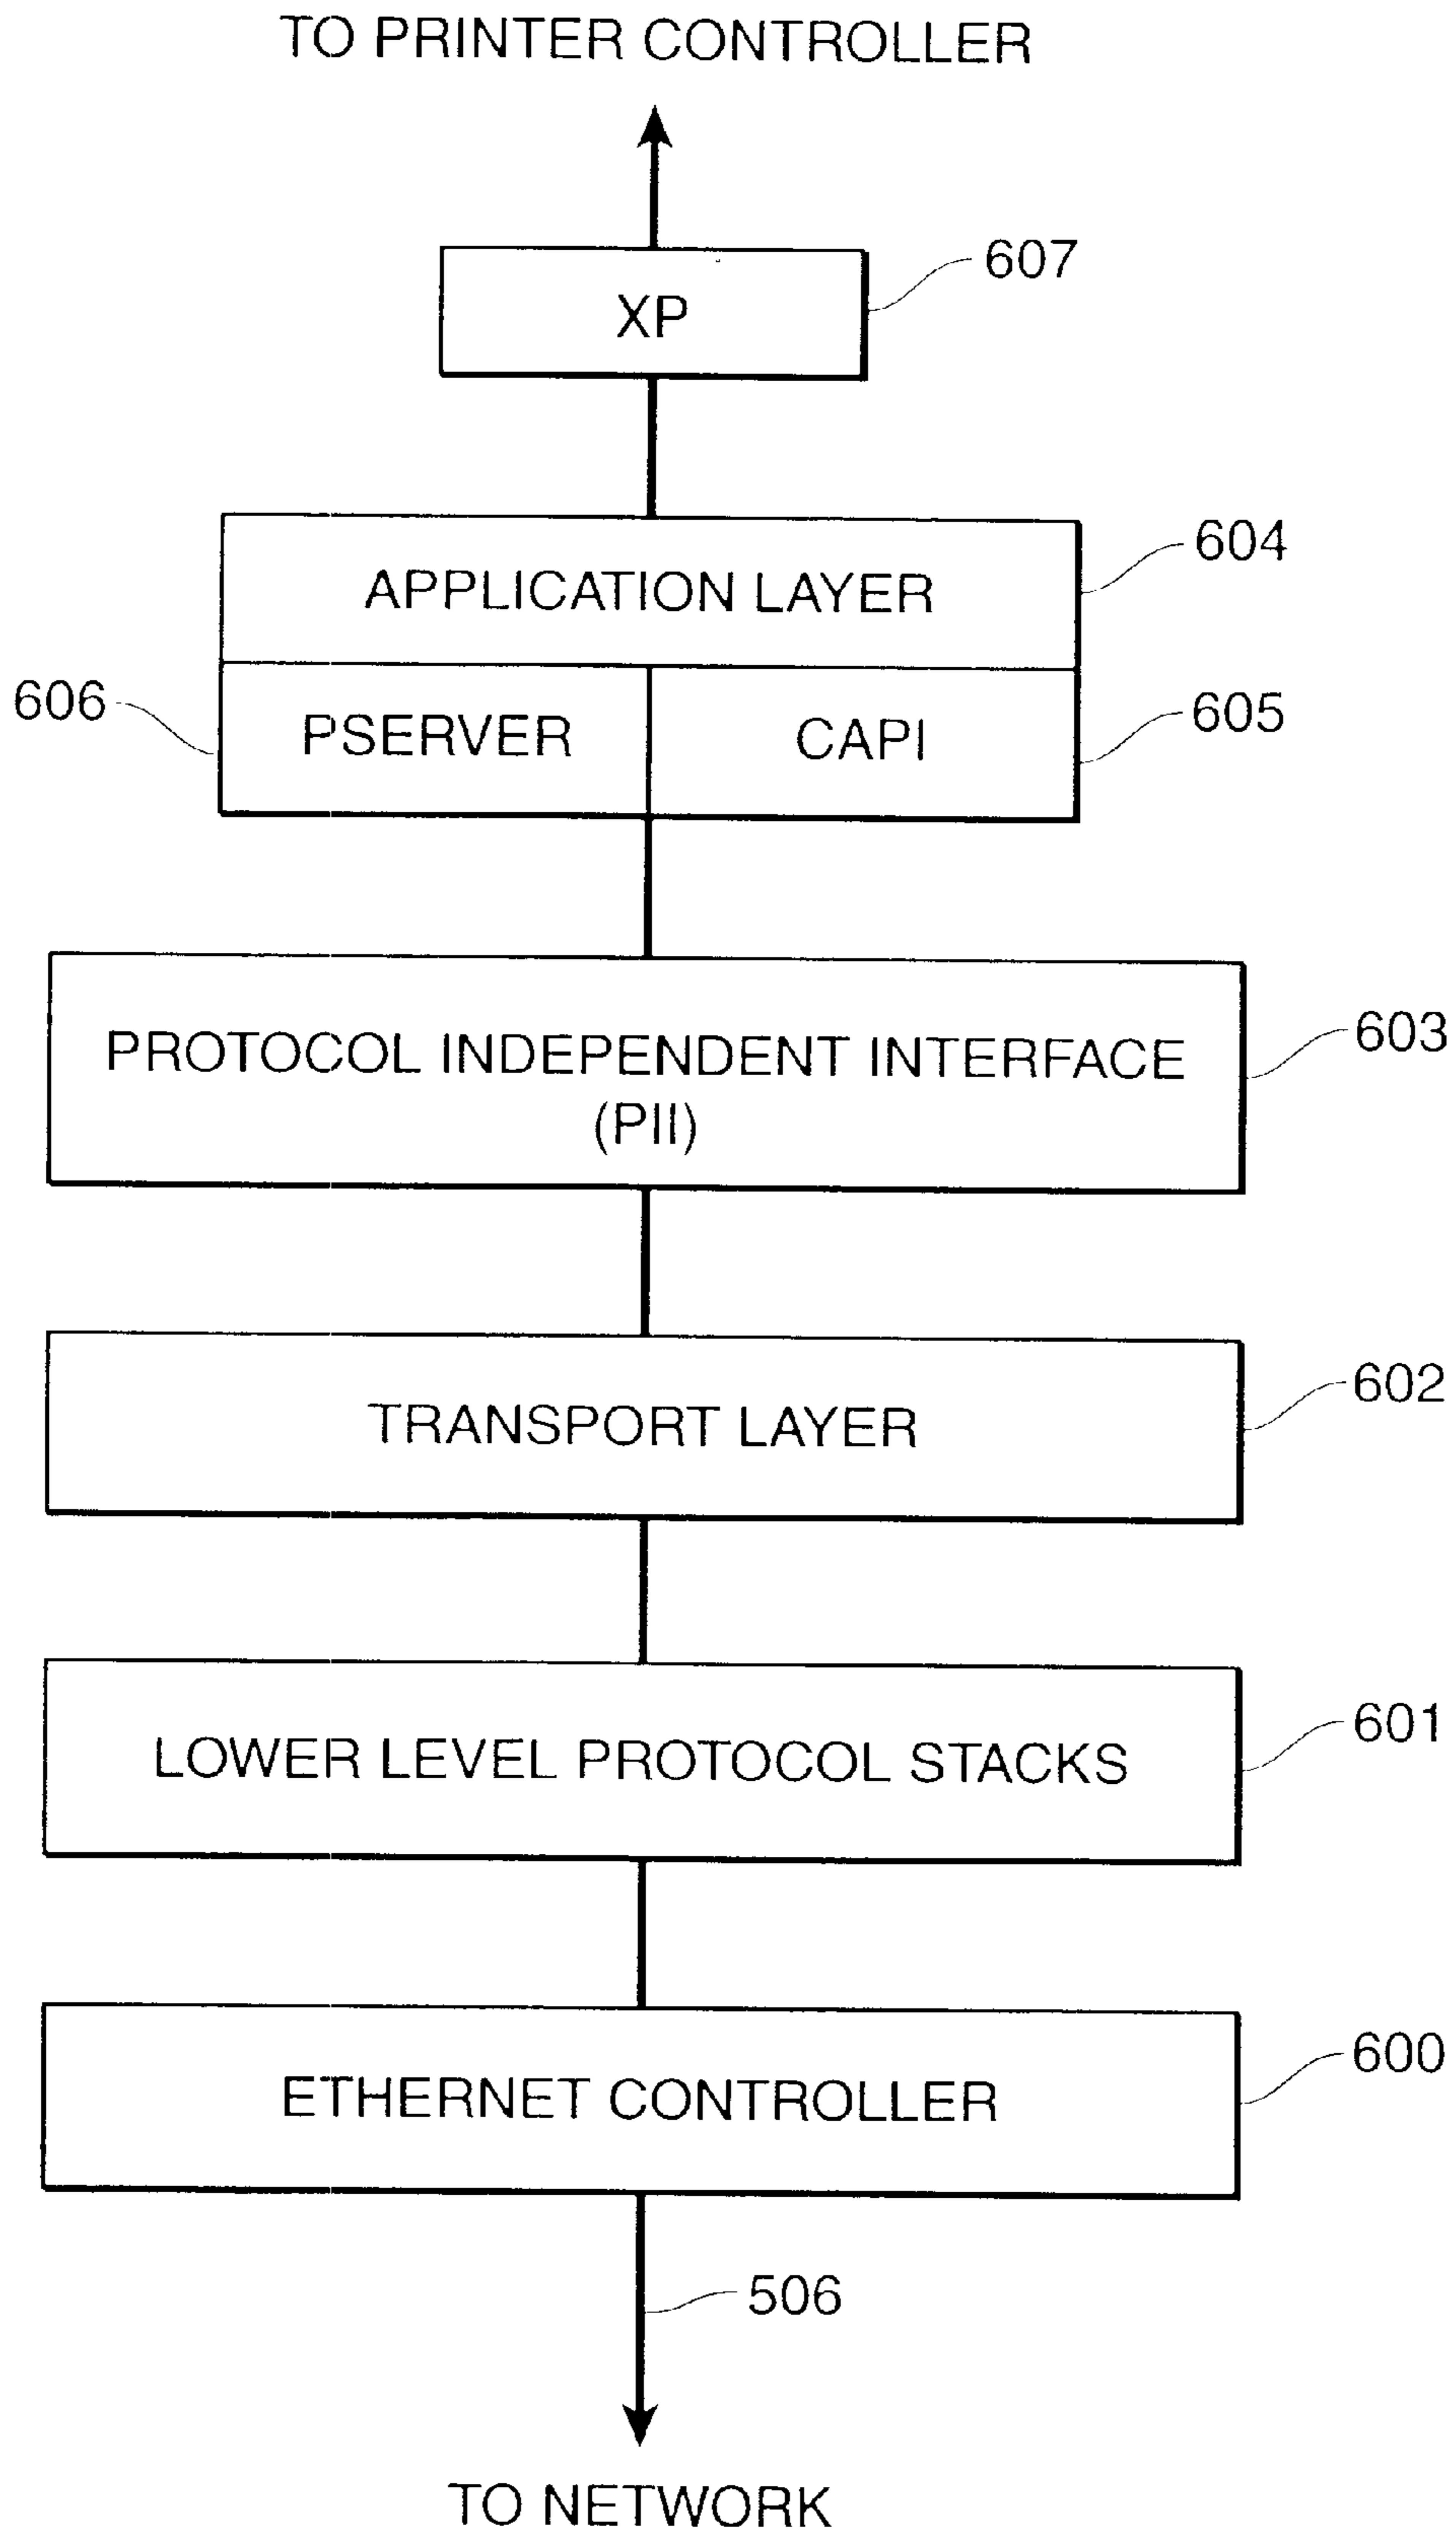 TO PRINTER CONTROLLER
607
XP
604
APPLICATION LAYER
606
PSERVER
CAPI
605
603
PROTOCOL INDEPENDENT INTERFACE
(PII)
602
TRANSPORT LAYER
601
LOWER LEVEL PROTOCOL STACKS
600
ETHERNET CONTROLLER
506
TO NETWORK